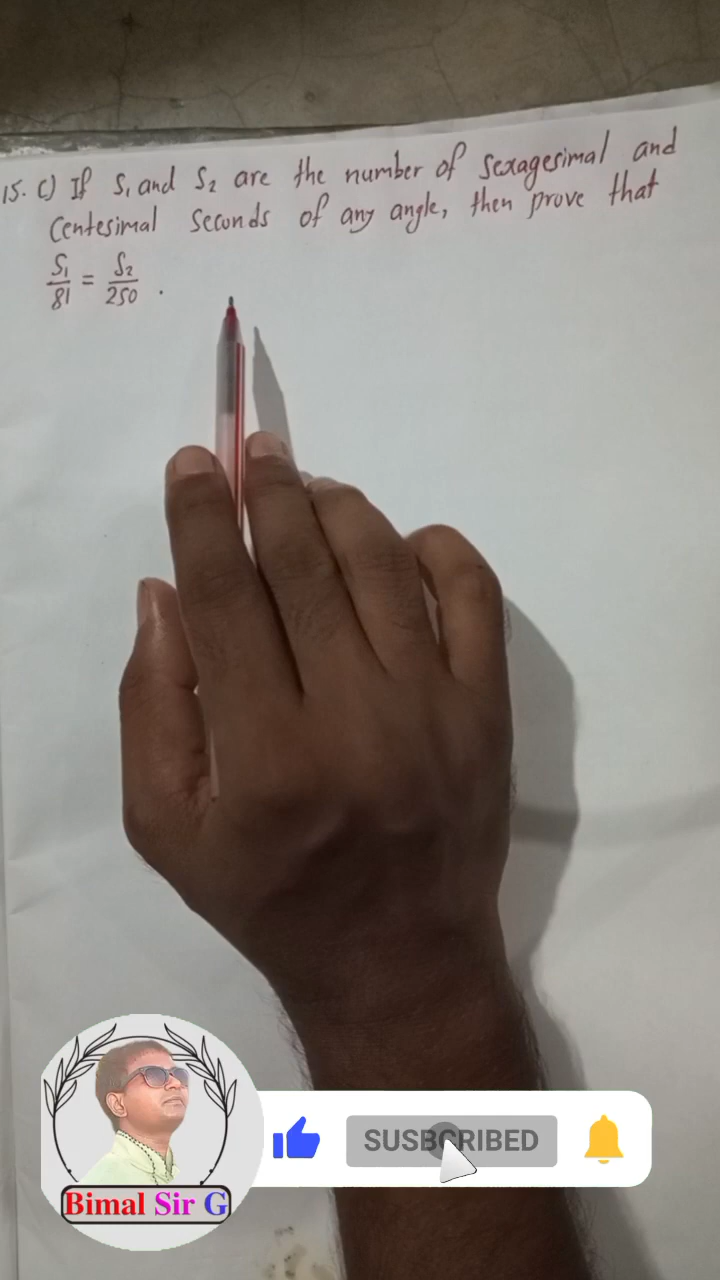 15. C) If S₁ and S₂ are the number of Sexagesimal and
Centesimal Seconds of any angle, then prove that
S₁/81 = S₂/250 .
SUSBCRIBED
Bimal Sir G